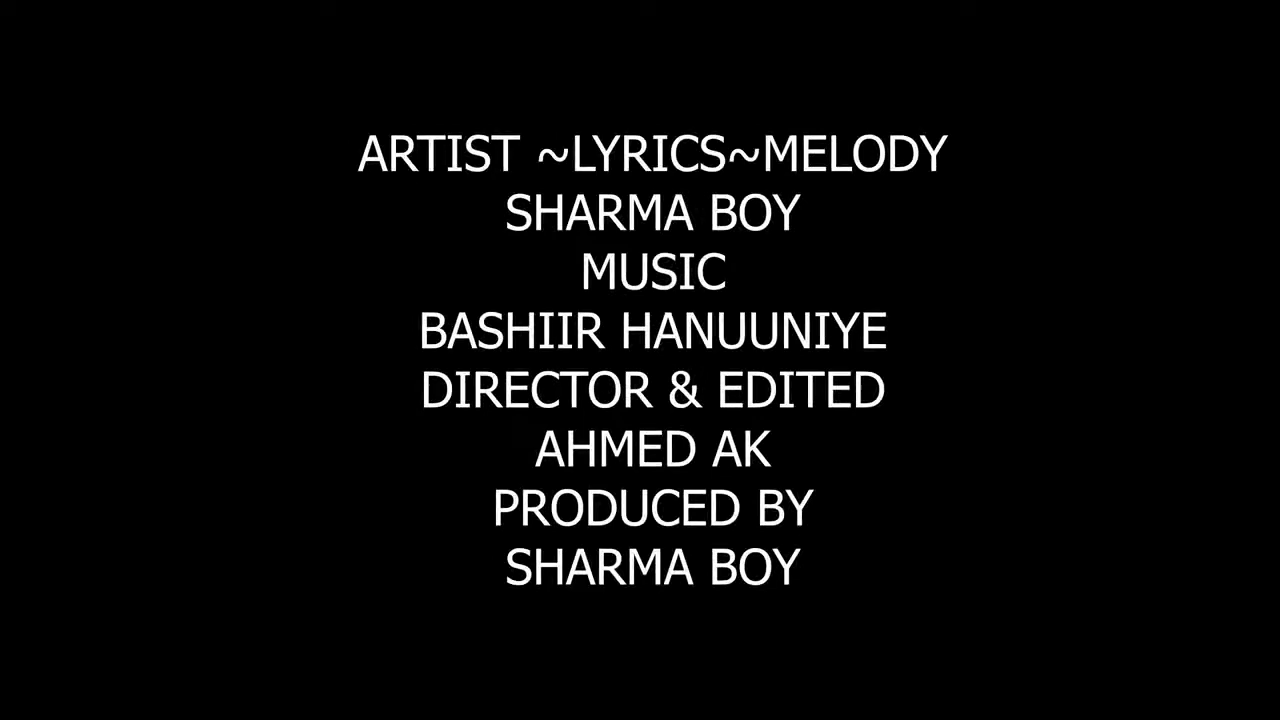 ARTIST ~LYRICS~MELODY
SHARMA BOY
MUSIC
BASHIIR HANUUNIYE
DIRECTOR & EDITED
AHMED AK
PRODUCED BY
SHARMA BOY